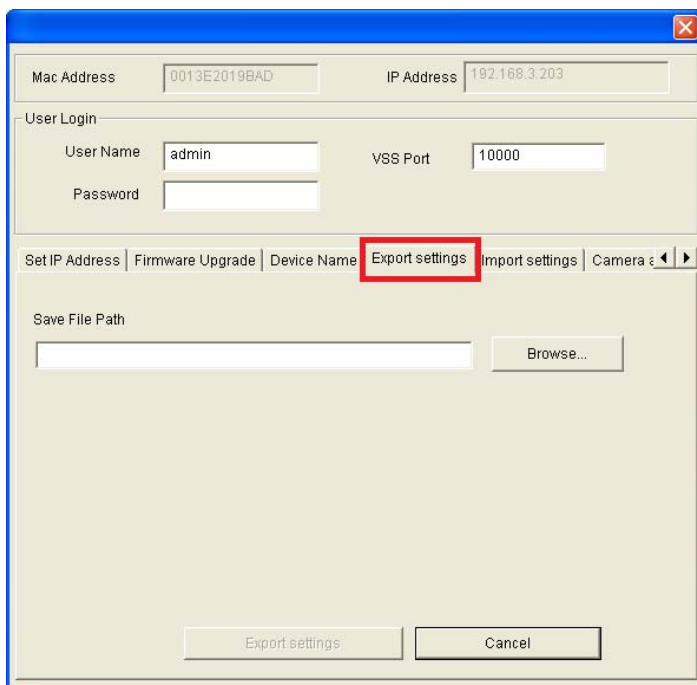 Mac Address 0013E2019BAD IP Address 192.168.3.203
User Login
User Name admin VSS Port 10000
Password
Set IP Address Firmware Upgrade Device Name Export settings Import settings Camera a
Save File Path
Browse...
Export settings Cancel